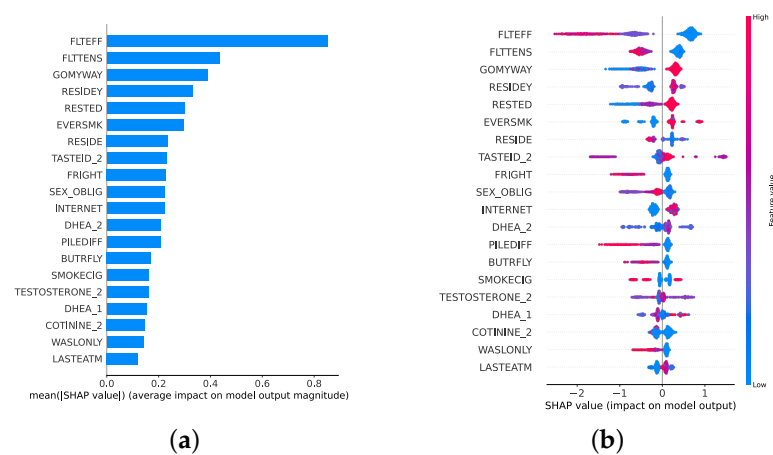 FLTEFF
FLTTENS
GOMYWAY
RESIDEY
RESTED
EVERSMK
RESIDE
TASTEID_2
FRIGHT
SEX_OBLIG
INTERNET
DHEA_2
PILEDIFF
BUTRFLY
SMOKECIG
TESTOSTERONE_2
DHEA_1
COTININE_2
WASLONLY
LASTEATM
0.0 0.2 0.4 0.6 0.8
mean(|SHAP value|) (average impact on model output magnitude)
(a)
High
FLTEFF
FLTTENS
GOMYWAY
RESIDEY
RESTED
EVERSMK
RESIDE
TASTEID_2
FRIGHT
SEX_OBLIG
INTERNET
DHEA_2
PILEDIFF
BUTRFLY
SMOKECIG
TESTOSTERONE_2
DHEA_1
COTININE_2
WASLONLY
LASTEATM
Feature value
Low
−2 −1 0 1
SHAP value (impact on model output)
(b)